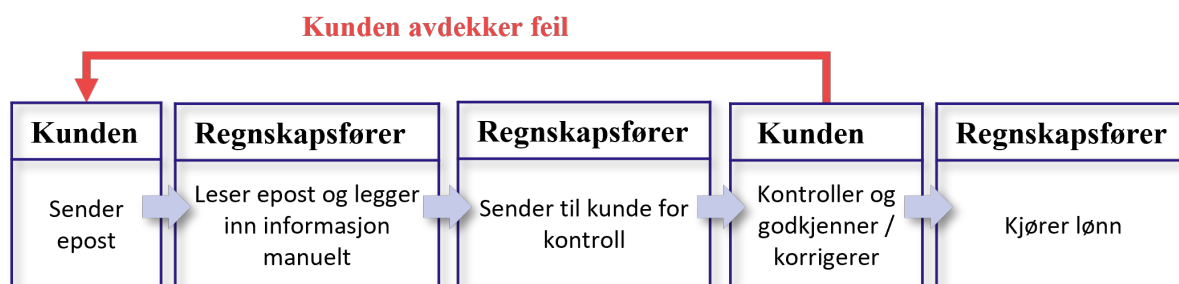 Kunden avdekker feil
Kunden
Sender
epost
Regnskapsfører
Leser epost og legger
inn informasjon
manuelt
Regnskapsfører
Sender til kunde for
kontroll
Kunden
Kontroller og
godkjenner /
korrigerer
Regnskapsfører
Kjører lønn